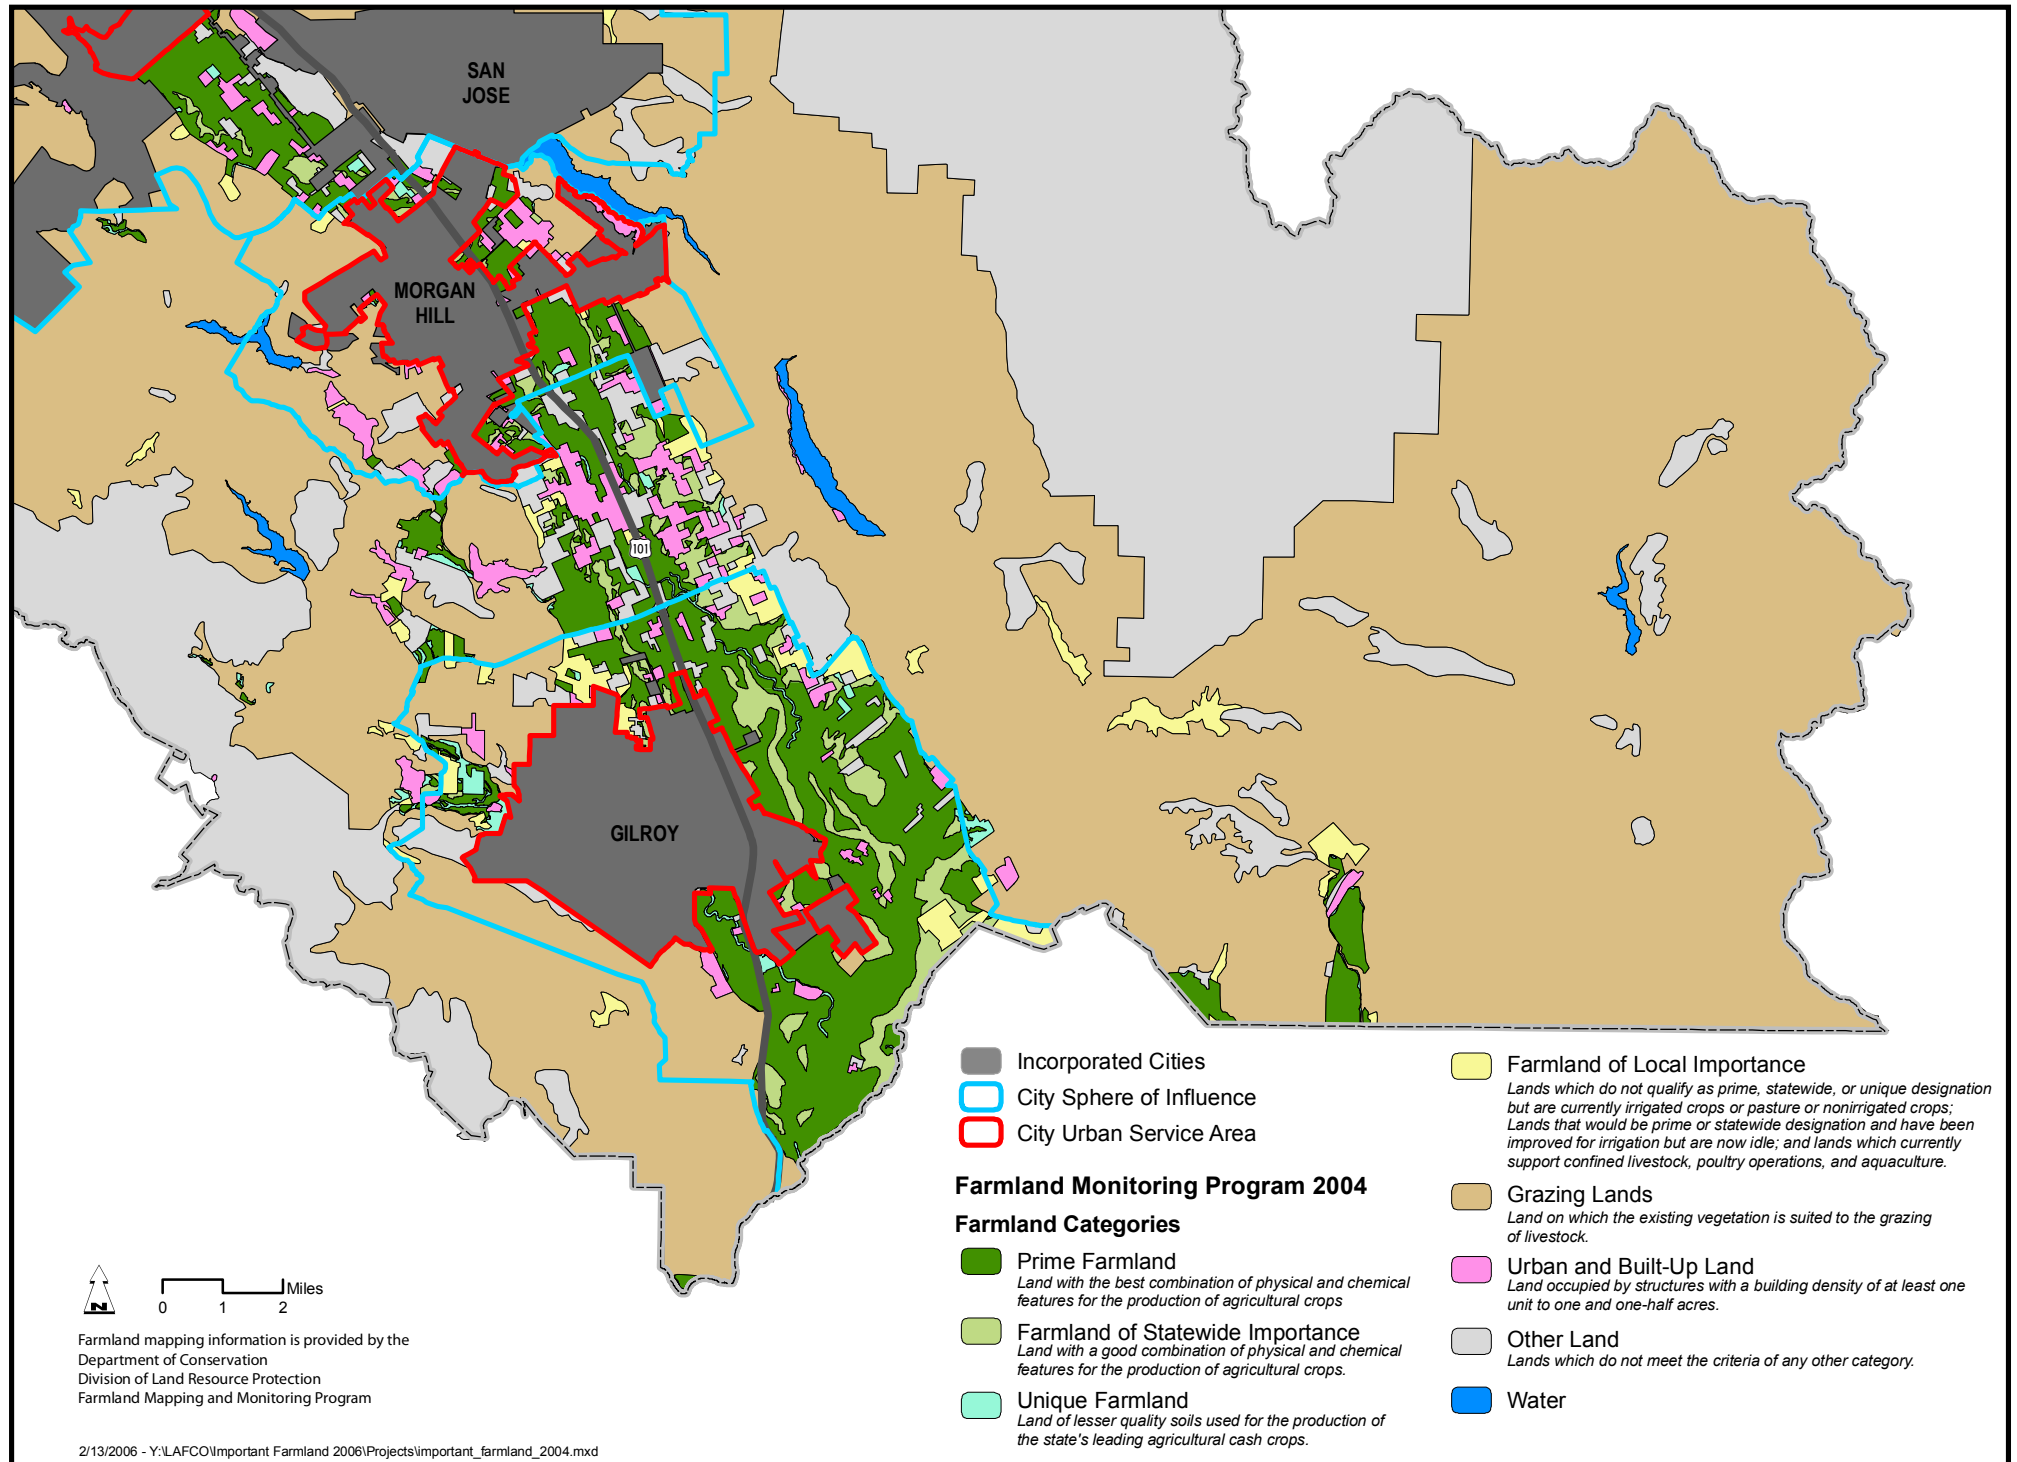 SAN
JOSE
MORGAN
HILL
101
GILROY
Incorporated Cities
City Sphere of Influence
City Urban Service Area
Farmland Monitoring Program 2004
Farmland Categories
Prime Farmland
Land with the best combination of physical and chemical
features for the production of agricultural crops
Farmland of Statewide Importance
Land with a good combination of physical and chemical
features for the production of agricultural crops.
Unique Farmland
Land of lesser quality soils used for the production of
the state's leading agricultural cash crops.
Farmland of Local Importance
Lands which do not qualify as prime, statewide, or unique designation
but are currently irrigated crops or pasture or nonirrigated crops;
Lands that would be prime or statewide designation and have been
improved for irrigation but are now idle; and lands which currently
support confined livestock, poultry operations, and aquaculture.
Grazing Lands
Land on which the existing vegetation is suited to the grazing
of livestock.
Urban and Built-Up Land
Land occupied by structures with a building density of at least one
unit to one and one-half acres.
Other Land
Lands which do not meet the criteria of any other category.
Water
N
Miles
0 1 2
Farmland mapping information is provided by the
Department of Conservation
Division of Land Resource Protection
Farmland Mapping and Monitoring Program
2/13/2006 - Y:\LAFCO\Important Farmland 2006\Projects\important_farmland_2004.mxd